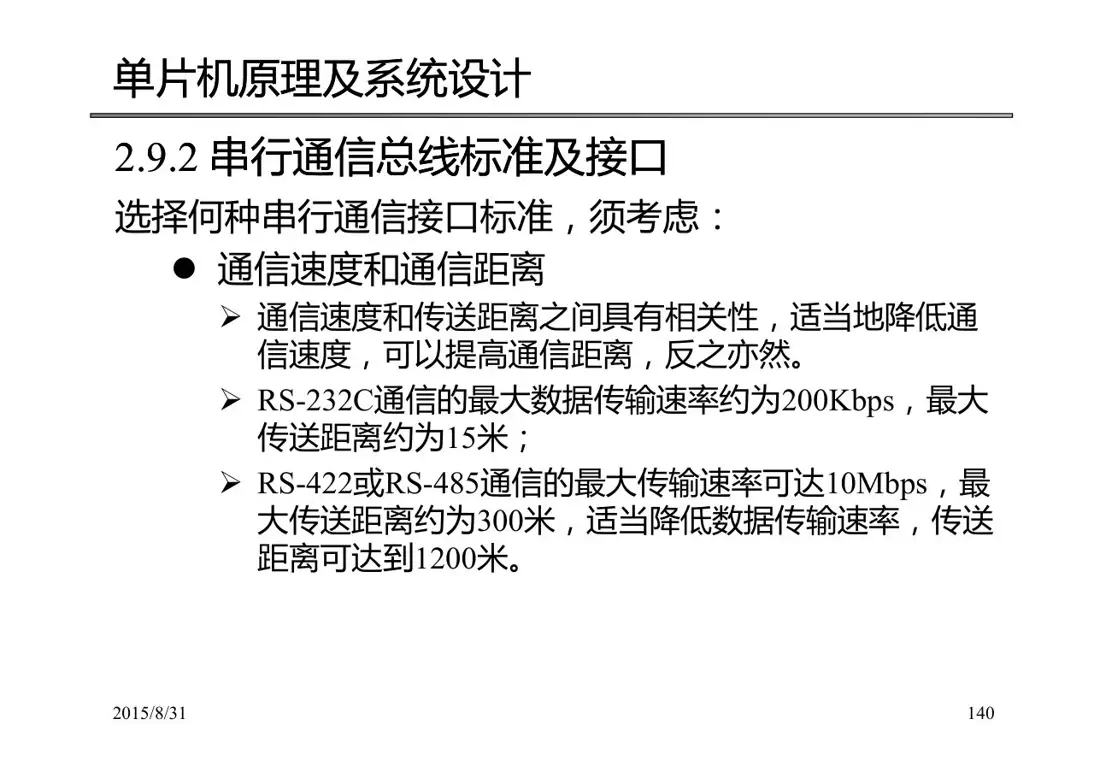 单片机原理及系统设计
2.9.2 串行通信总线标准及接口
选择何种串行通信接口标准，须考虑：
● 通信速度和通信距离
➢ 通信速度和传送距离之间具有相关性，适当地降低通
信速度，可以提高通信距离，反之亦然。
➢ RS-232C通信的最大数据传输速率约为200Kbps，最大
传送距离约为15米；
➢ RS-422或RS-485通信的最大传输速率可达10Mbps，最
大传送距离约为300米，适当降低数据传输速率，传送
距离可达到1200米。
2015/8/31
140